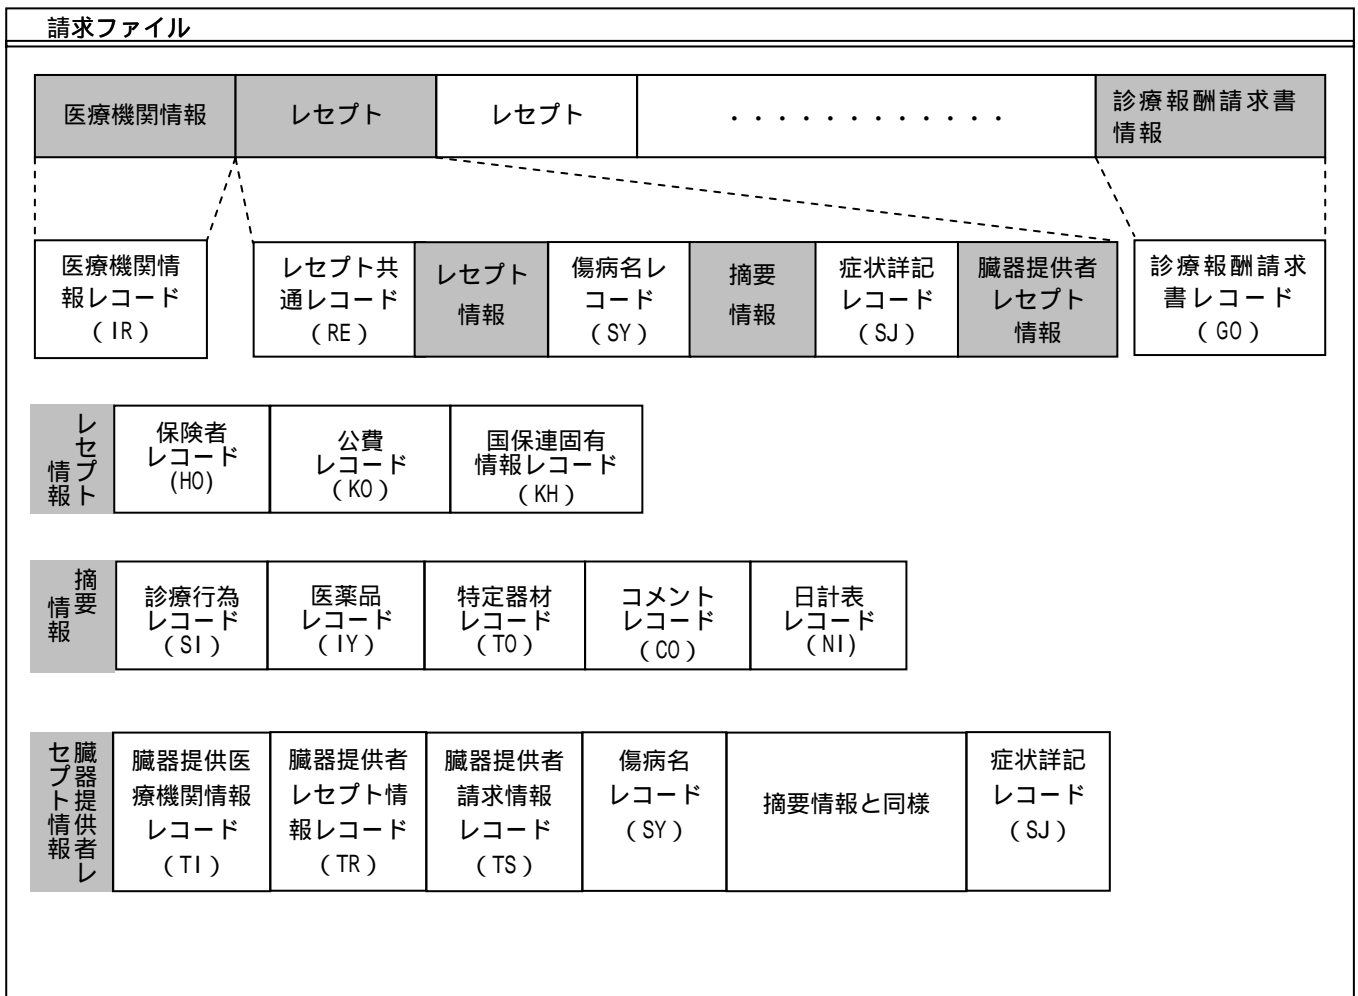 請求ファイル
医療機関情報
レセプト
レセプト
・・・・・・・・・・・・
診療報酬請求書
情報
医療機関情
報レコード
(IR)
レセプト共
通レコード
(RE)
レセプト
情報
傷病名レ
コード
(SY)
摘要
情報
症状詳記
レコード
(SJ)
臓器提供者
レセプト
情報
診療報酬請求
書レコード
(GO)
レセプト
情報
保険者
レコード
(HO)
公費
レコード
(KO)
国保連固有
情報レコード
(KH)
摘要
情報
診療行為
レコード
(SI)
医薬品
レコード
(IY)
特定器材
レコード
(TO)
コメント
レコード
(CO)
日計表
レコード
(NI)
臓器提供者レ
セプト情報
臓器提供医
療機関情報
レコード
(TI)
臓器提供者
レセプト情
報レコード
(TR)
臓器提供者
請求情報
レコード
(TS)
傷病名
レコード
(SY)
摘要情報と同様
症状詳記
レコード
(SJ)